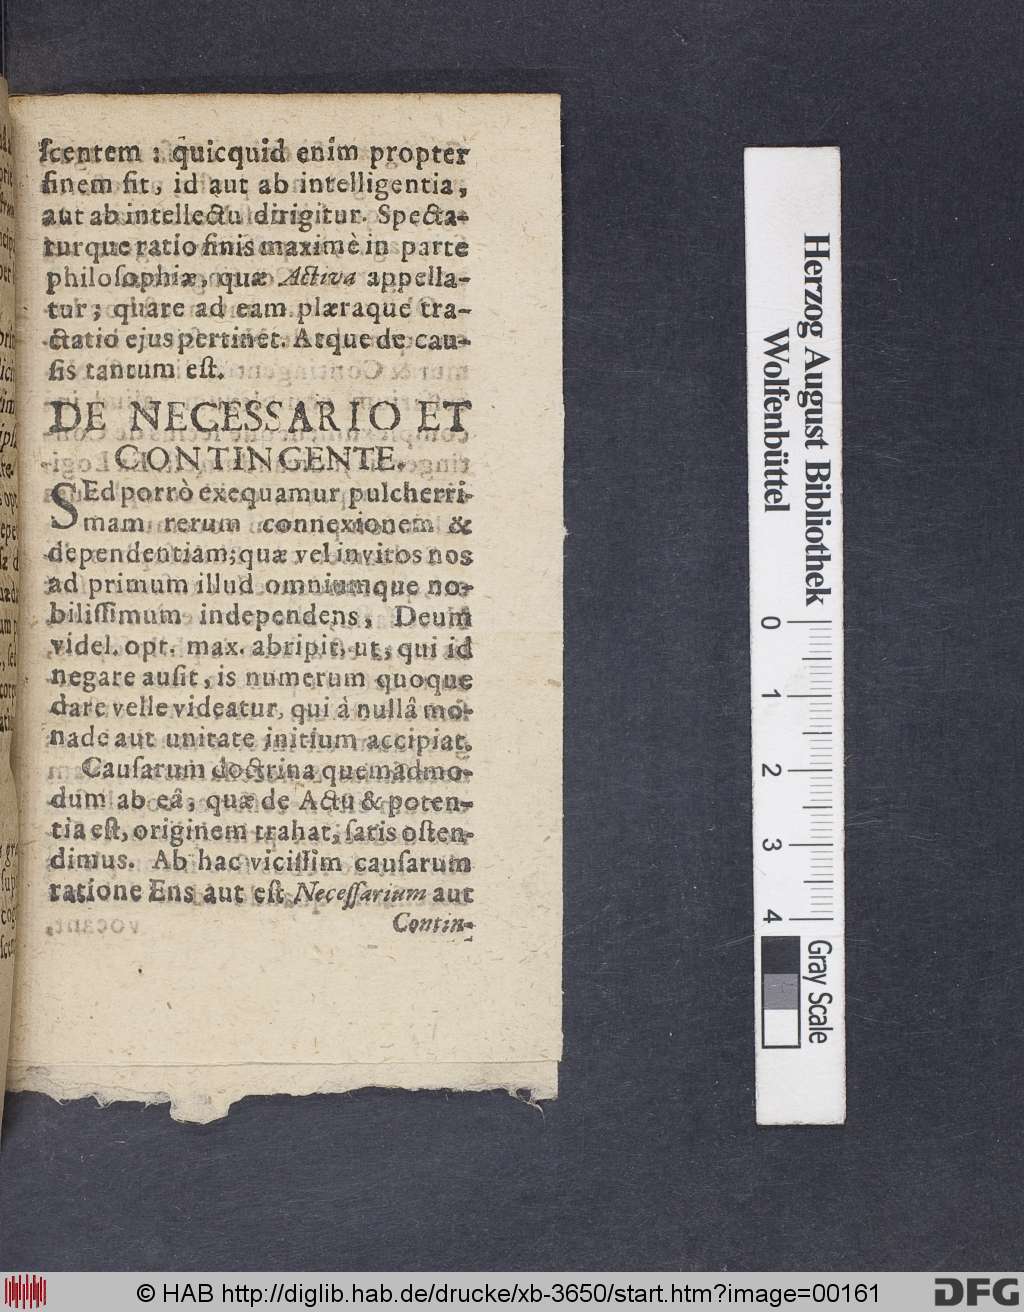 ſcentem : quicquid enim propter
finem fit, id aut ab intelligentia,
aut ab intellectu dirigitur. Specta-
turque ratio finis maximè in parte
philoſophiæ, quæ Activa appella-
tur; quare ad eam plæraque tra-
ctatio ejus pertinet. Atque de cau-
ſis tantum eſt.
DE NECESSARIO ET
CONTINGENTE.
SEd porrò exequamur pulcherri-
mam rerum connexionem &
dependentiam; quæ vel invitos nos
ad primum illud omniumque no-
biliſſimum independens, Deum
videl. opt. max. abripit, ut, qui id
negare auſit, is numerum quoque
dare velle videatur, qui à nullâ mo-
nade aut unitate initium accipiat.
Cauſarum doctrina quemadmo-
dum ab eâ, quæ de Actu & poten-
tia eſt, originem trahat, ſatis oſten-
dimus. Ab hac viciſſim cauſarum
ratione Ens aut eſt Neceſſarium aut
Contin-
Herzog August Bibliothek
Wolfenbüttel
0 1 2 3 4
Gray Scale
© HAB http://diglib.hab.de/drucke/xb-3650/start.htm?image=00161
DFG